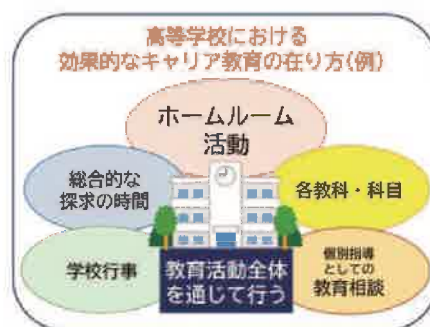 高等学校における
効果的なキャリア教育の在り方(例)
ホームルーム
活動
総合的な
探求の時間
各教科・科目
学校行事
教育活動全体
を通じて行う
個別指導
としての
教育相談